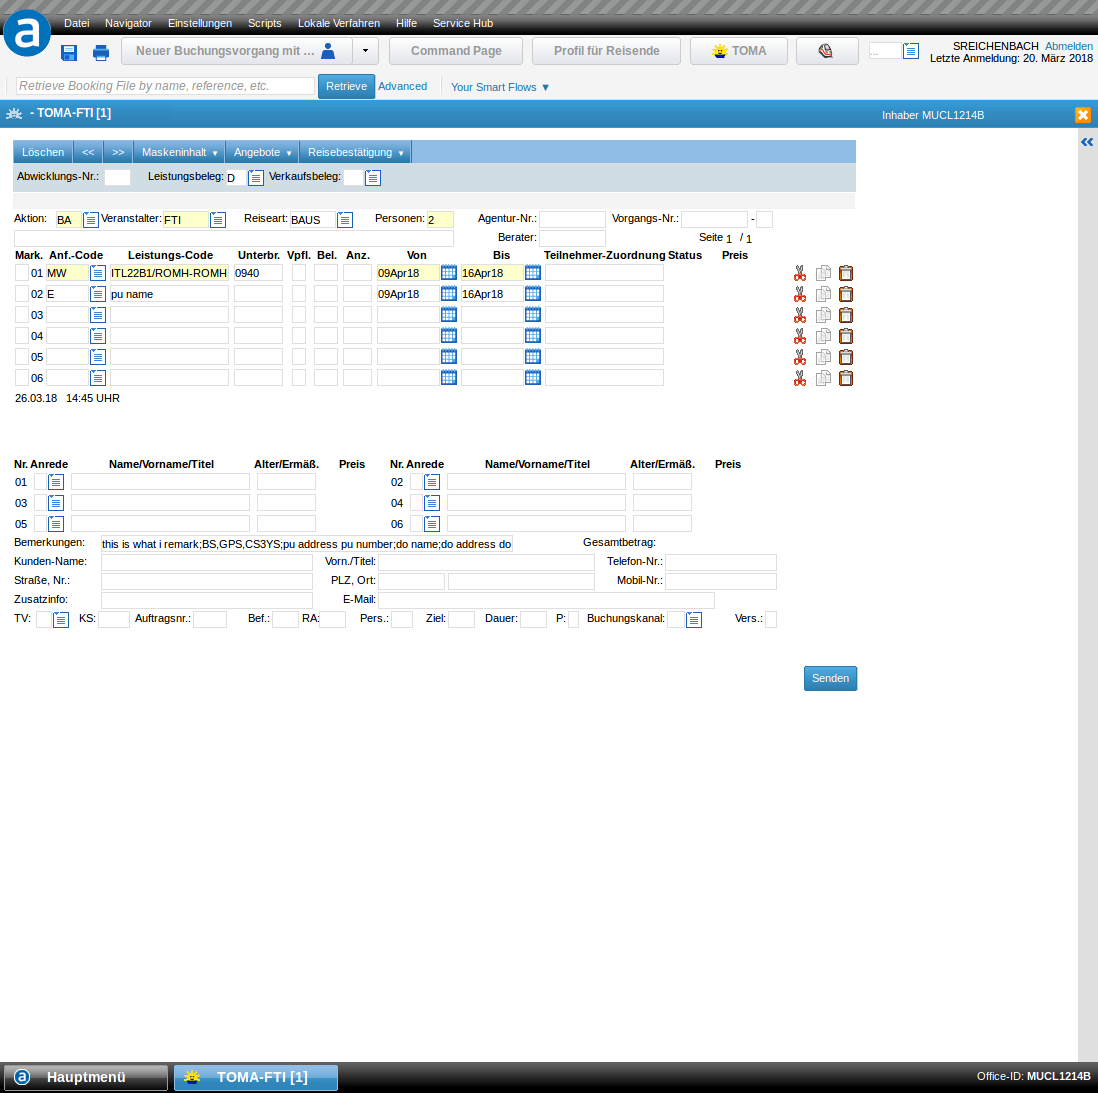 Datei Navigator Einstellungen Scripts Lokale Verfahren Hilfe Service Hub
a
Neuer Buchungsvorgang mit ... Command Page Profil für Reisende TOMA ... SREICHENBACH Abmelden
Letzte Anmeldung: 20. März 2018
Retrieve Booking File by name, reference, etc. Retrieve Advanced Your Smart Flows ▼
- TOMA-FTI [1] Inhaber MUCL1214B
Löschen << >> Maskeninhalt ▼ Angebote ▼ Reisebestätigung ▼
Abwicklungs-Nr.: Leistungsbeleg: D Verkaufsbeleg:
Aktion: BA Veranstalter: FTI Reiseart: BAUS Personen: 2 Agentur-Nr.: Vorgangs-Nr.: -
Berater: Seite 1 / 1
Mark. Anf.-Code Leistungs-Code Unterbr. Vpfl. Bel. Anz. Von Bis Teilnehmer-Zuordnung Status Preis
01 MW ITL22B1/ROMH-ROMH 0940 09Apr18 16Apr18
02 E pu name 09Apr18 16Apr18
03
04
05
06
26.03.18 14:45 UHR
Nr. Anrede Name/Vorname/Titel Alter/Ermäß. Preis Nr. Anrede Name/Vorname/Titel Alter/Ermäß. Preis
01 02
03 04
05 06
Bemerkungen: this is what i remark;BS,GPS,CS3YS;pu address pu number;do name;do address do Gesamtbetrag:
Kunden-Name: Vorn./Titel: Telefon-Nr.:
Straße, Nr.: PLZ, Ort: Mobil-Nr.:
Zusatzinfo: E-Mail:
TV: KS: Auftragsnr.: Bef.: RA: Pers.: Ziel: Dauer: P: Buchungskanal: Vers.:
Senden
a Hauptmenü TOMA-FTI [1] Office-ID: MUCL1214B